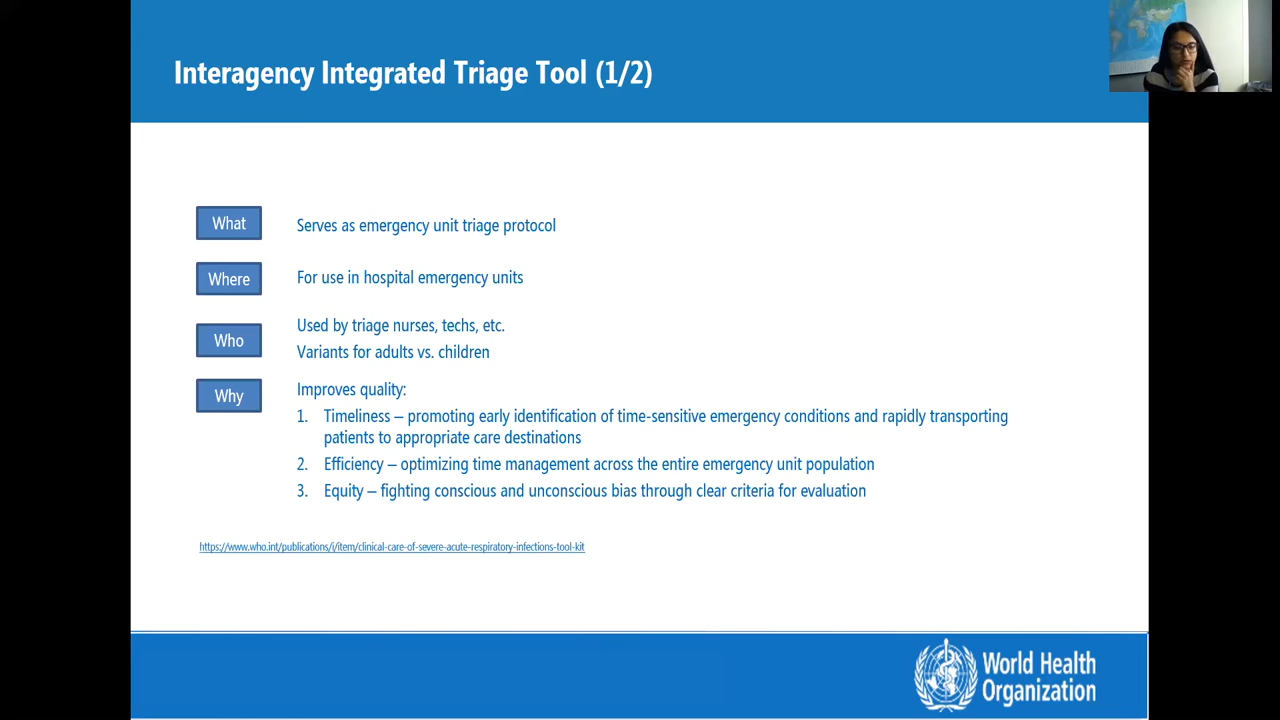 Interagency Integrated Triage Tool (1/2)
What
Serves as emergency unit triage protocol
Where
For use in hospital emergency units
Who
Used by triage nurses, techs, etc.
Variants for adults vs. children
Why
Improves quality:
1. Timeliness – promoting early identification of time-sensitive emergency conditions and rapidly transporting
patients to appropriate care destinations
2. Efficiency – optimizing time management across the entire emergency unit population
3. Equity – fighting conscious and unconscious bias through clear criteria for evaluation
https://www.who.int/publications/i/item/clinical-care-of-severe-acute-respiratory-infections-tool-kit
World Health
Organization